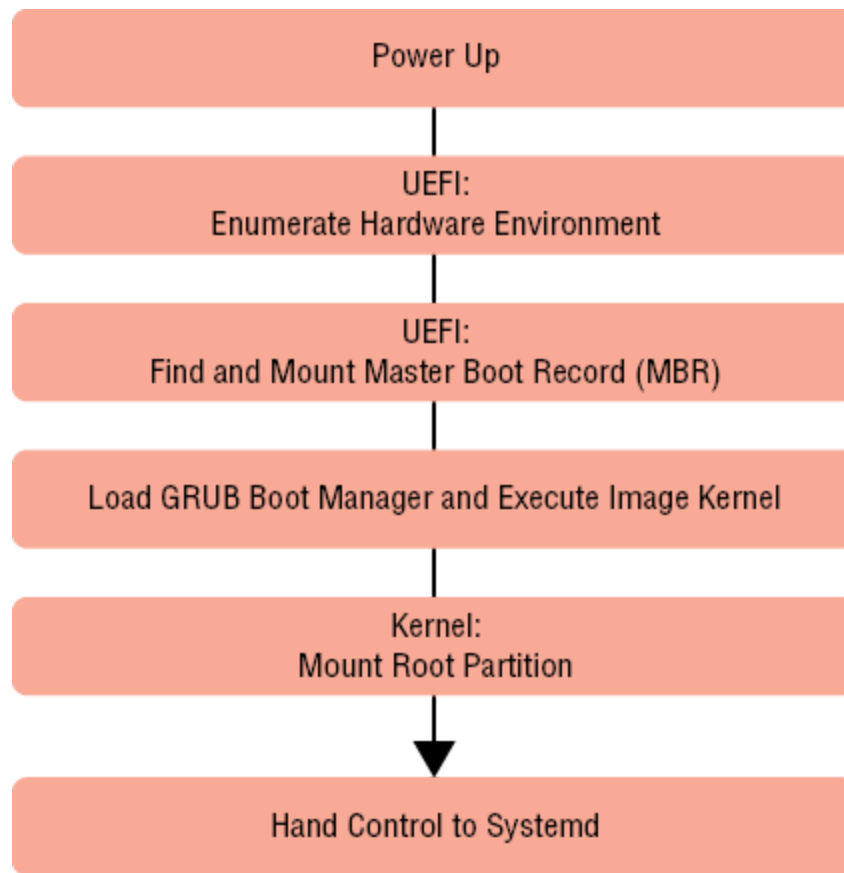 Power Up
UEFI:
Enumerate Hardware Environment
UEFI:
Find and Mount Master Boot Record (MBR)
Load GRUB Boot Manager and Execute Image Kernel
Kernel:
Mount Root Partition
Hand Control to Systemd